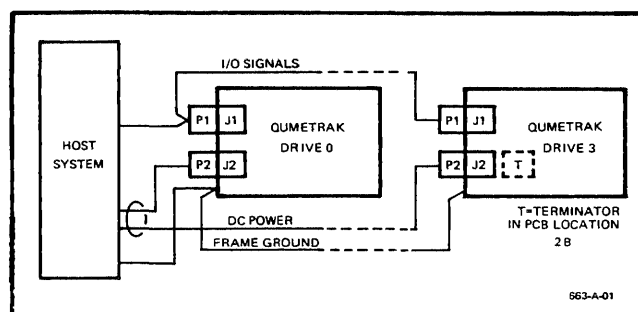 I/O SIGNALS
HOST
SYSTEM
P1 J1
P2 J2
QUMETRAK
DRIVE 0
P1 J1
P2 J2
T
QUMETRAK
DRIVE 3
DC POWER
FRAME GROUND
T=TERMINATOR
IN PCB LOCATION
2B
663-A-01